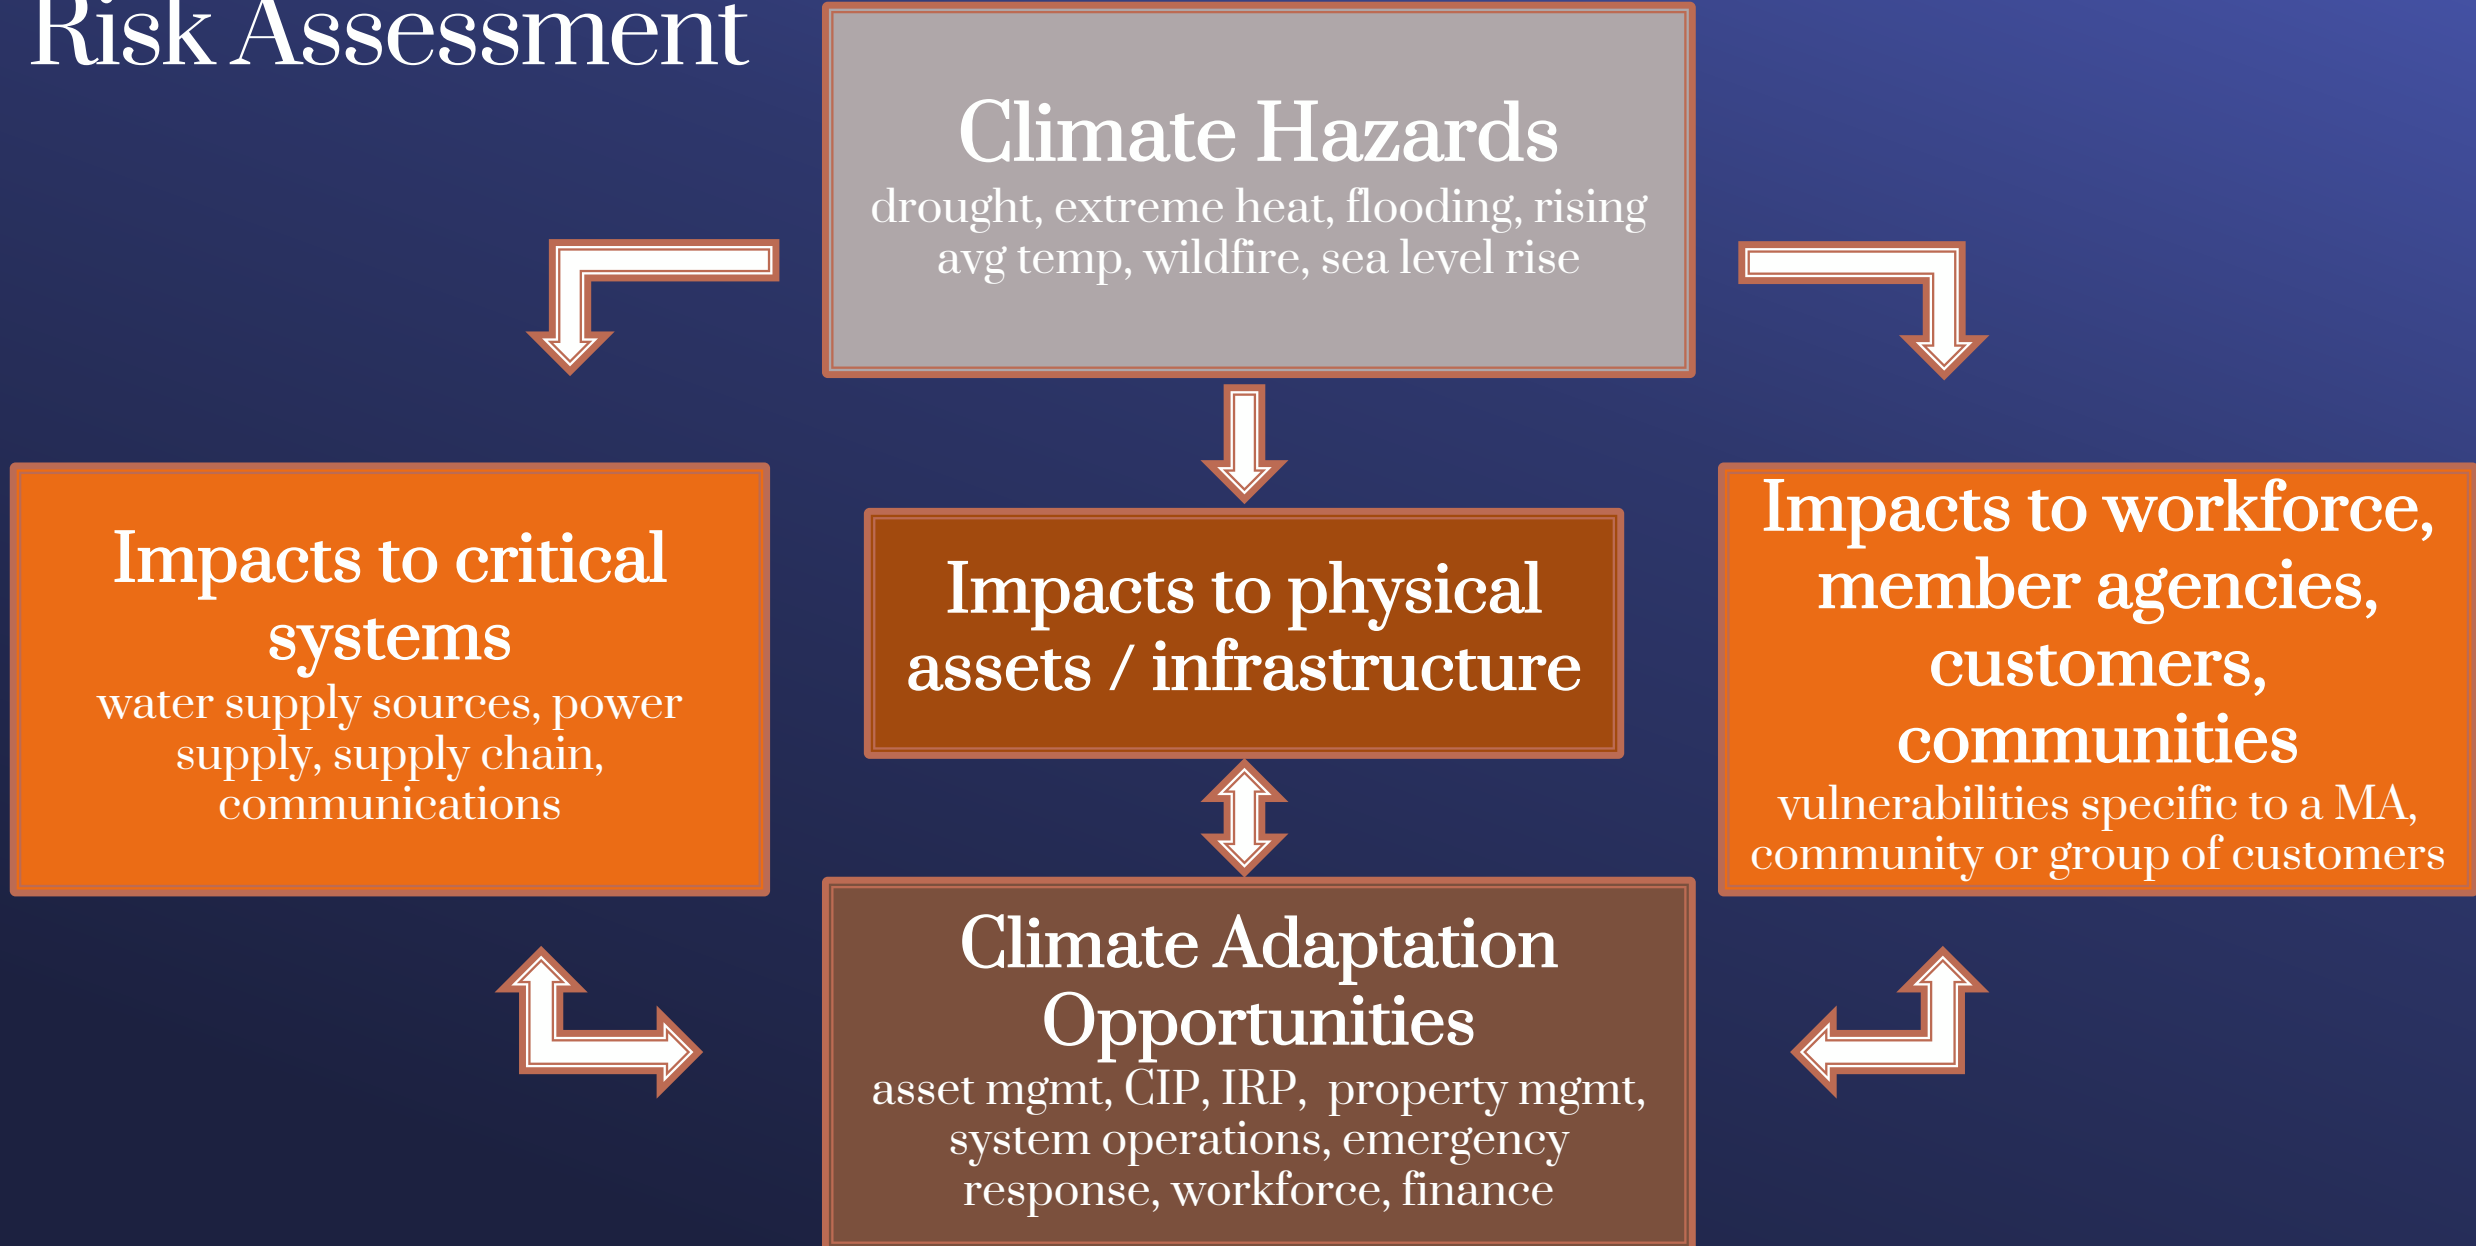 Risk Assessment
Climate Hazards
drought, extreme heat, flooding, rising
avg temp, wildfire, sea level rise
Impacts to critical
systems
water supply sources, power
supply, supply chain,
communications
Impacts to physical
assets / infrastructure
Impacts to workforce,
member agencies,
customers,
communities
vulnerabilities specific to a MA,
community or group of customers
Climate Adaptation
Opportunities
asset mgmt, CIP, IRP,  property mgmt,
system operations, emergency
response, workforce, finance